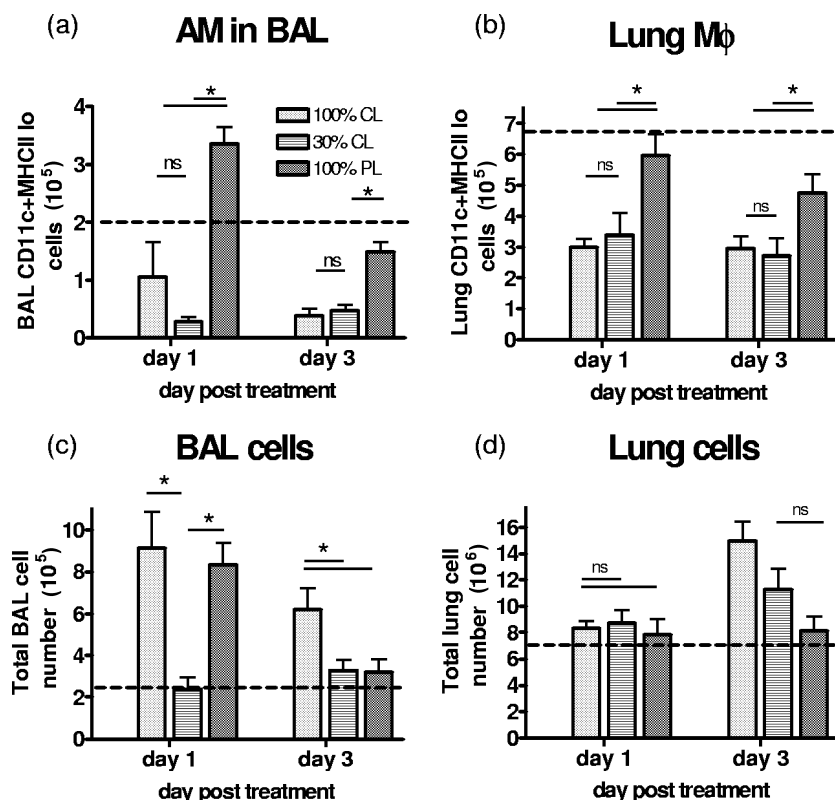 (a)
AM in BAL
BAL CD11c+MHCII lo
cells (10⁵)
4
3
2
1
0
*
ns
100% CL
30% CL
100% PL
*
ns
day 1
day 3
day post treatment
(b)
Lung Mϕ
Lung CD11c+MHCII lo
cells (10⁵)
7
6
5
4
3
2
1
0
*
ns
*
ns
day 1
day 3
day post treatment
(c)
BAL cells
Total BAL cell
number (10⁵)
10
8
6
4
2
0
*
*
*
day 1
day 3
day post treatment
(d)
Lung cells
Total lung cell
number (10⁶)
16
14
12
10
8
6
4
2
0
ns
ns
day 1
day 3
day post treatment